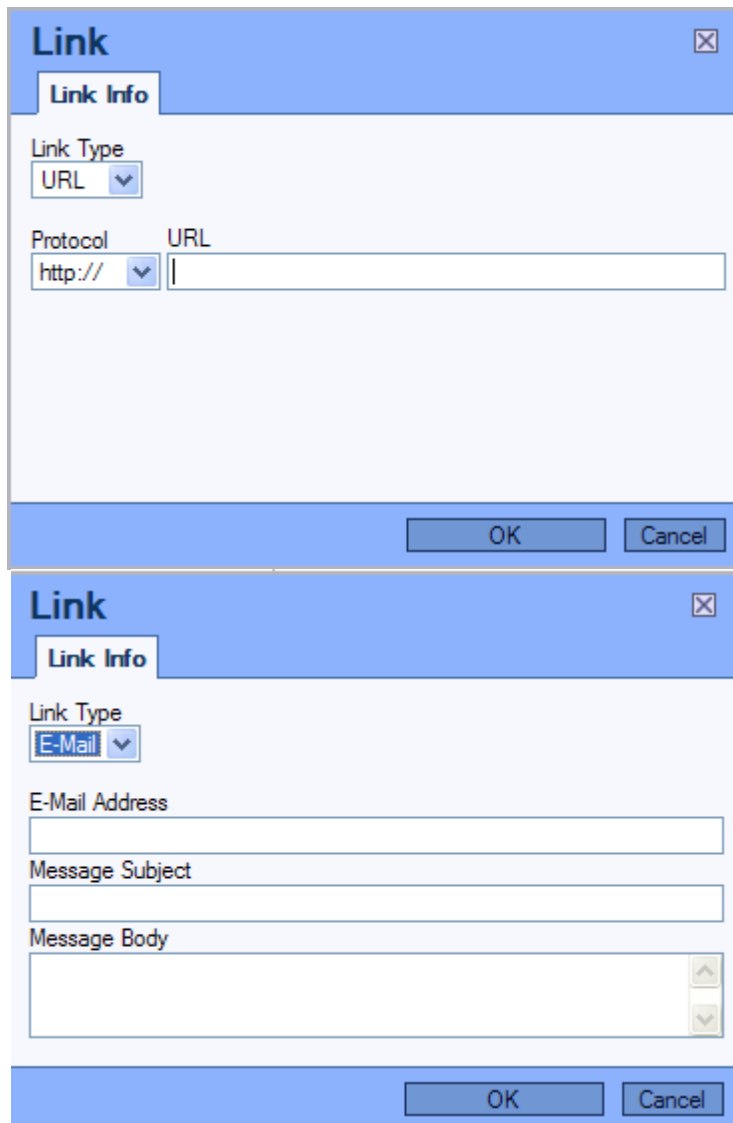 Link
Link Info
Link Type
URL
Protocol URL
http://
OK Cancel
Link
Link Info
Link Type
E-Mail
E-Mail Address
Message Subject
Message Body
OK Cancel